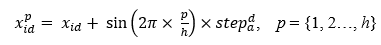 x_{id}^{p} = x_{id} + sin(2π × p/h) × step_{a}^{d}, p = {1, 2…, h}